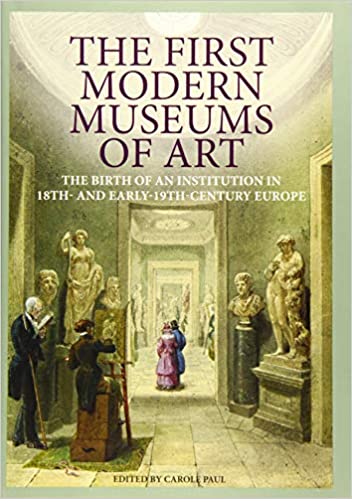 THE FIRST
MODERN
MUSEUMS
OF ART
THE BIRTH OF AN INSTITUTION IN
18TH- AND EARLY-19TH-CENTURY EUROPE
EDITED BY CAROLE PAUL